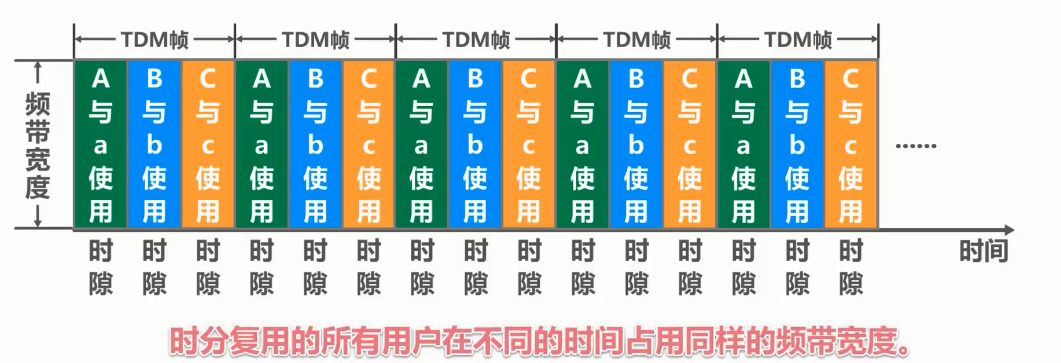 TDM帧 TDM帧 TDM帧 TDM帧 TDM帧
频带宽度
A与a使用 B与b使用 C与c使用 A与a使用 B与b使用 C与c使用 A与a使用 B与b使用 C与c使用 A与a使用 B与b使用 C与c使用 A与a使用 B与b使用 C与c使用 ……
时隙 时隙 时隙 时隙 时隙 时隙 时隙 时隙 时隙 时隙 时隙 时隙 时隙 时隙 时隙 时间
时分复用的所有用户在不同的时间占用同样的频带宽度。